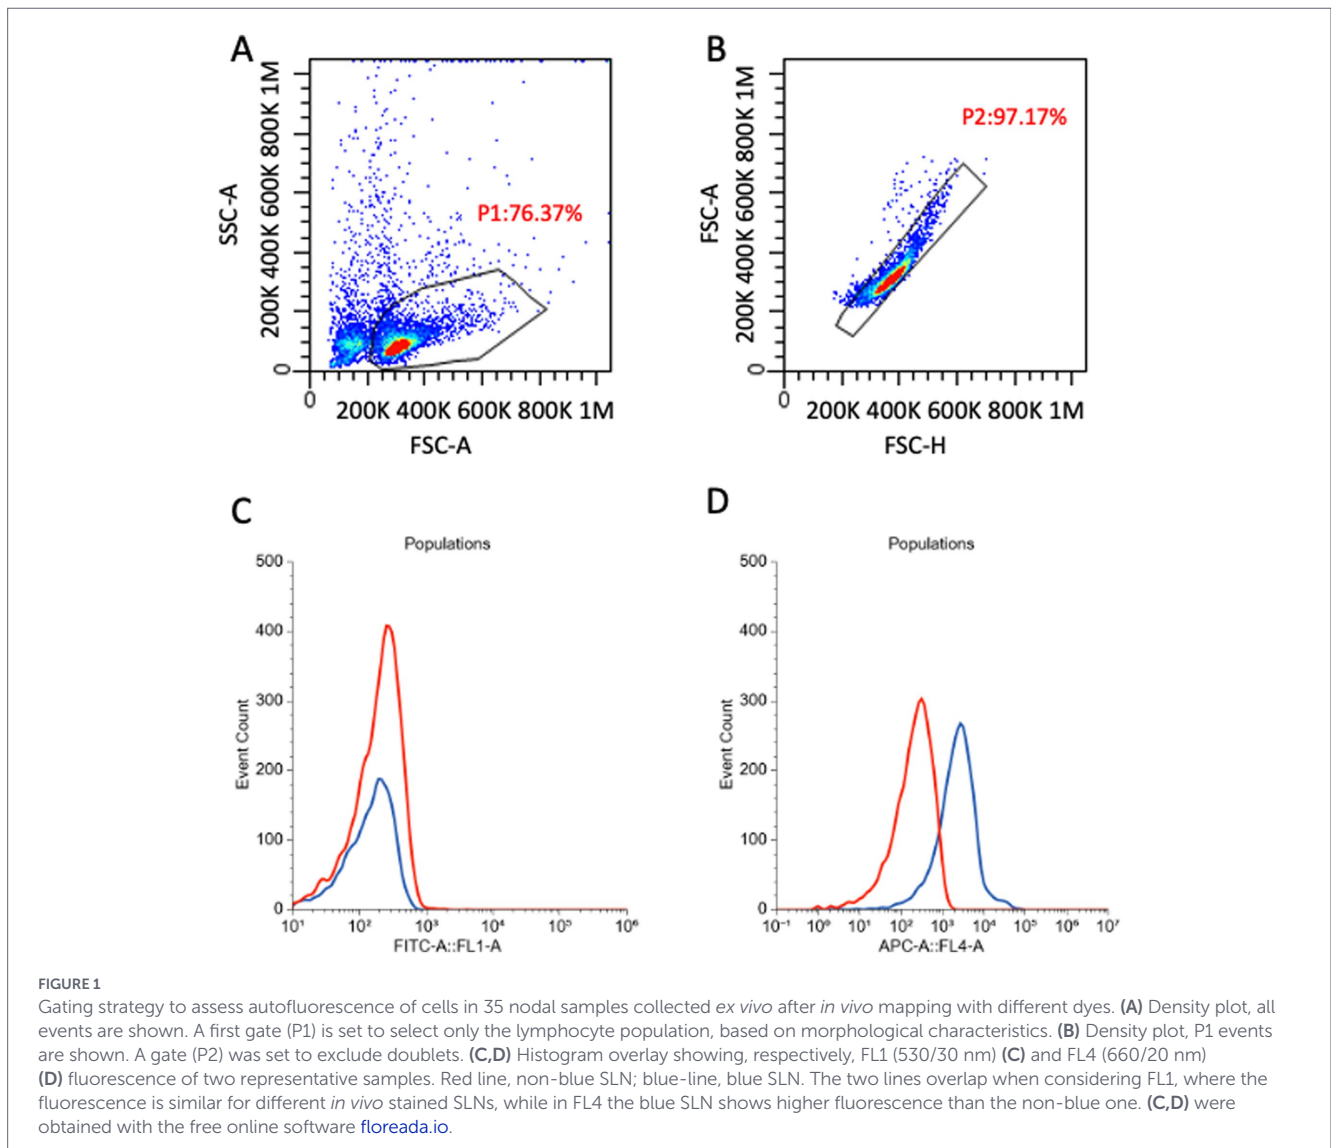 A
SSC-A
0 200K 400K 600K 800K 1M
P1:76.37%
0
200K 400K 600K 800K 1M
FSC-A
B
FSC-A
0 200K 400K 600K 800K 1M
P2:97.17%
0
200K 400K 600K 800K 1M
FSC-H
C
Populations
500
400
300
200
100
0
Event Count
10¹ 10² 10³ 10⁴ 10⁵ 10⁶
FITC-A::FL1-A
D
Populations
500
400
300
200
100
0
Event Count
10⁻¹ 10⁰ 10¹ 10² 10³ 10⁴ 10⁵ 10⁶ 10⁷
APC-A::FL4-A
FIGURE 1
Gating strategy to assess autofluorescence of cells in 35 nodal samples collected ex vivo after in vivo mapping with different dyes. (A) Density plot, all
events are shown. A first gate (P1) is set to select only the lymphocyte population, based on morphological characteristics. (B) Density plot, P1 events
are shown. A gate (P2) was set to exclude doublets. (C,D) Histogram overlay showing, respectively, FL1 (530/30 nm) (C) and FL4 (660/20 nm)
(D) fluorescence of two representative samples. Red line, non-blue SLN; blue-line, blue SLN. The two lines overlap when considering FL1, where the
fluorescence is similar for different in vivo stained SLNs, while in FL4 the blue SLN shows higher fluorescence than the non-blue one. (C,D) were
obtained with the free online software floreada.io.